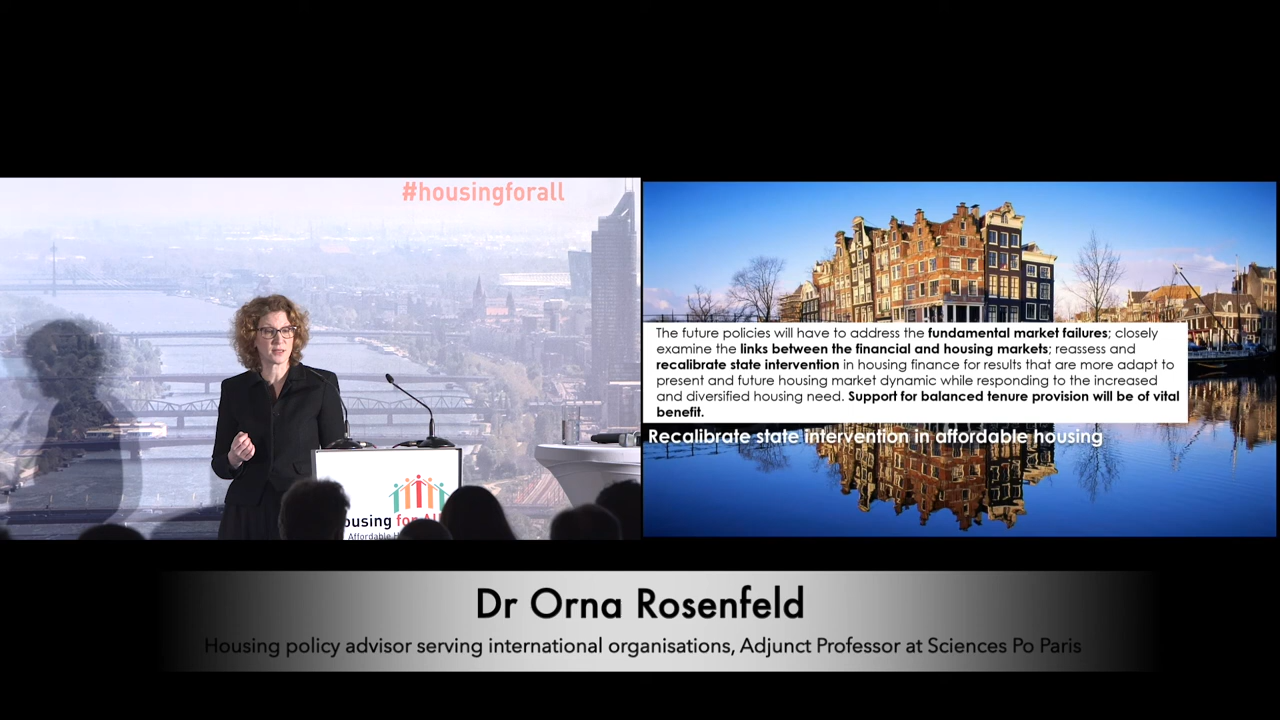 #housingforall
ousing for All
Affordable H
The future policies will have to address the fundamental market failures; closely
examine the links between the financial and housing markets; reassess and
recalibrate state intervention in housing finance for results that are more adapt to
present and future housing market dynamic while responding to the increased
and diversified housing need. Support for balanced tenure provision will be of vital
benefit.
Recalibrate state intervention in affordable housing
Dr Orna Rosenfeld
Housing policy advisor serving international organisations, Adjunct Professor at Sciences Po Paris